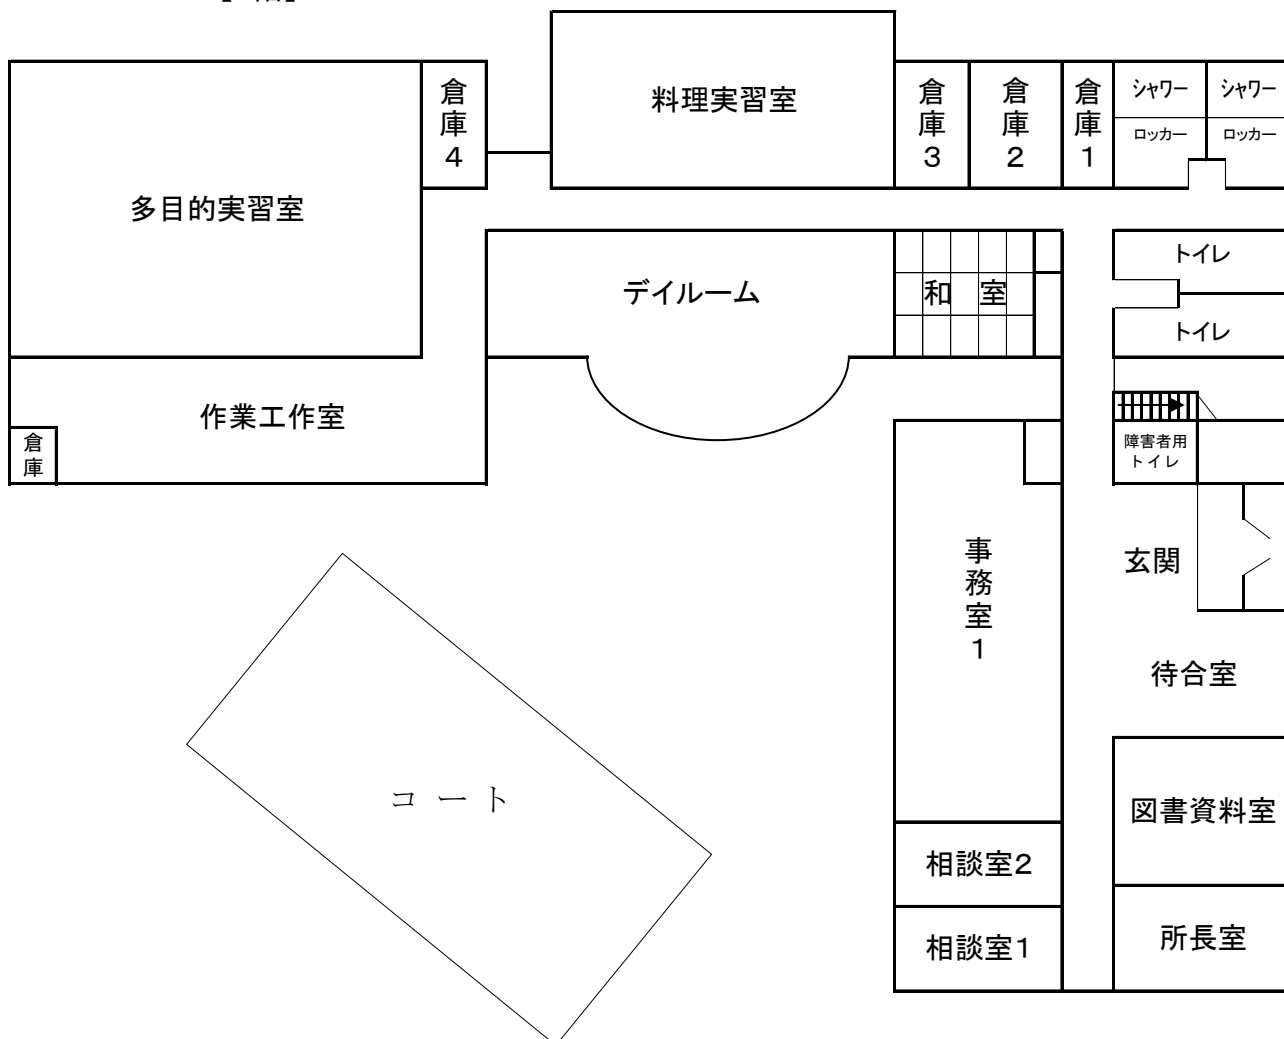 料理実習室
倉庫4
倉庫3
倉庫2
倉庫1
シャワー
シャワー
ロッカー
ロッカー
多目的実習室
デイルーム
和 室
トイレ
トイレ
作業工作室
倉庫
障害者用
トイレ
事務室1
玄関
待合室
コート
図書資料室
相談室2
相談室1
所長室